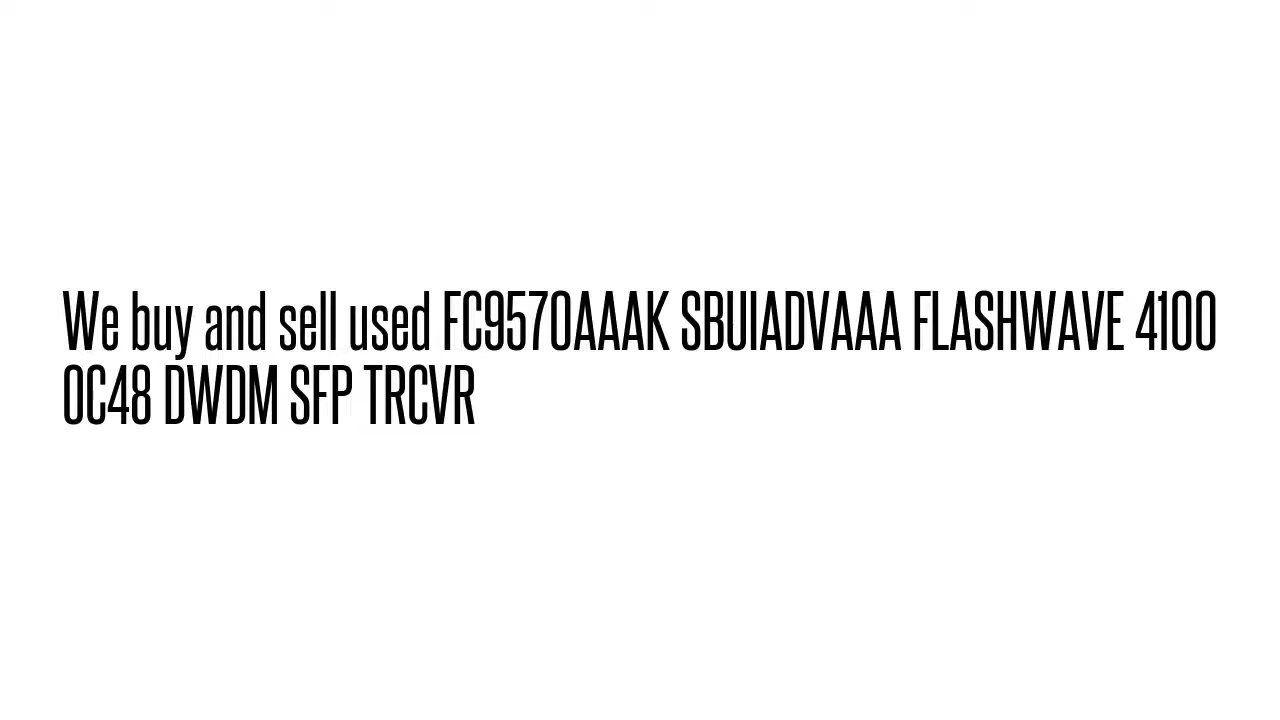 We buy and sell used FC9570AAAK SBUIADVAAA FLASHWAVE 4100
OC48 DWDM SFP TRCVR